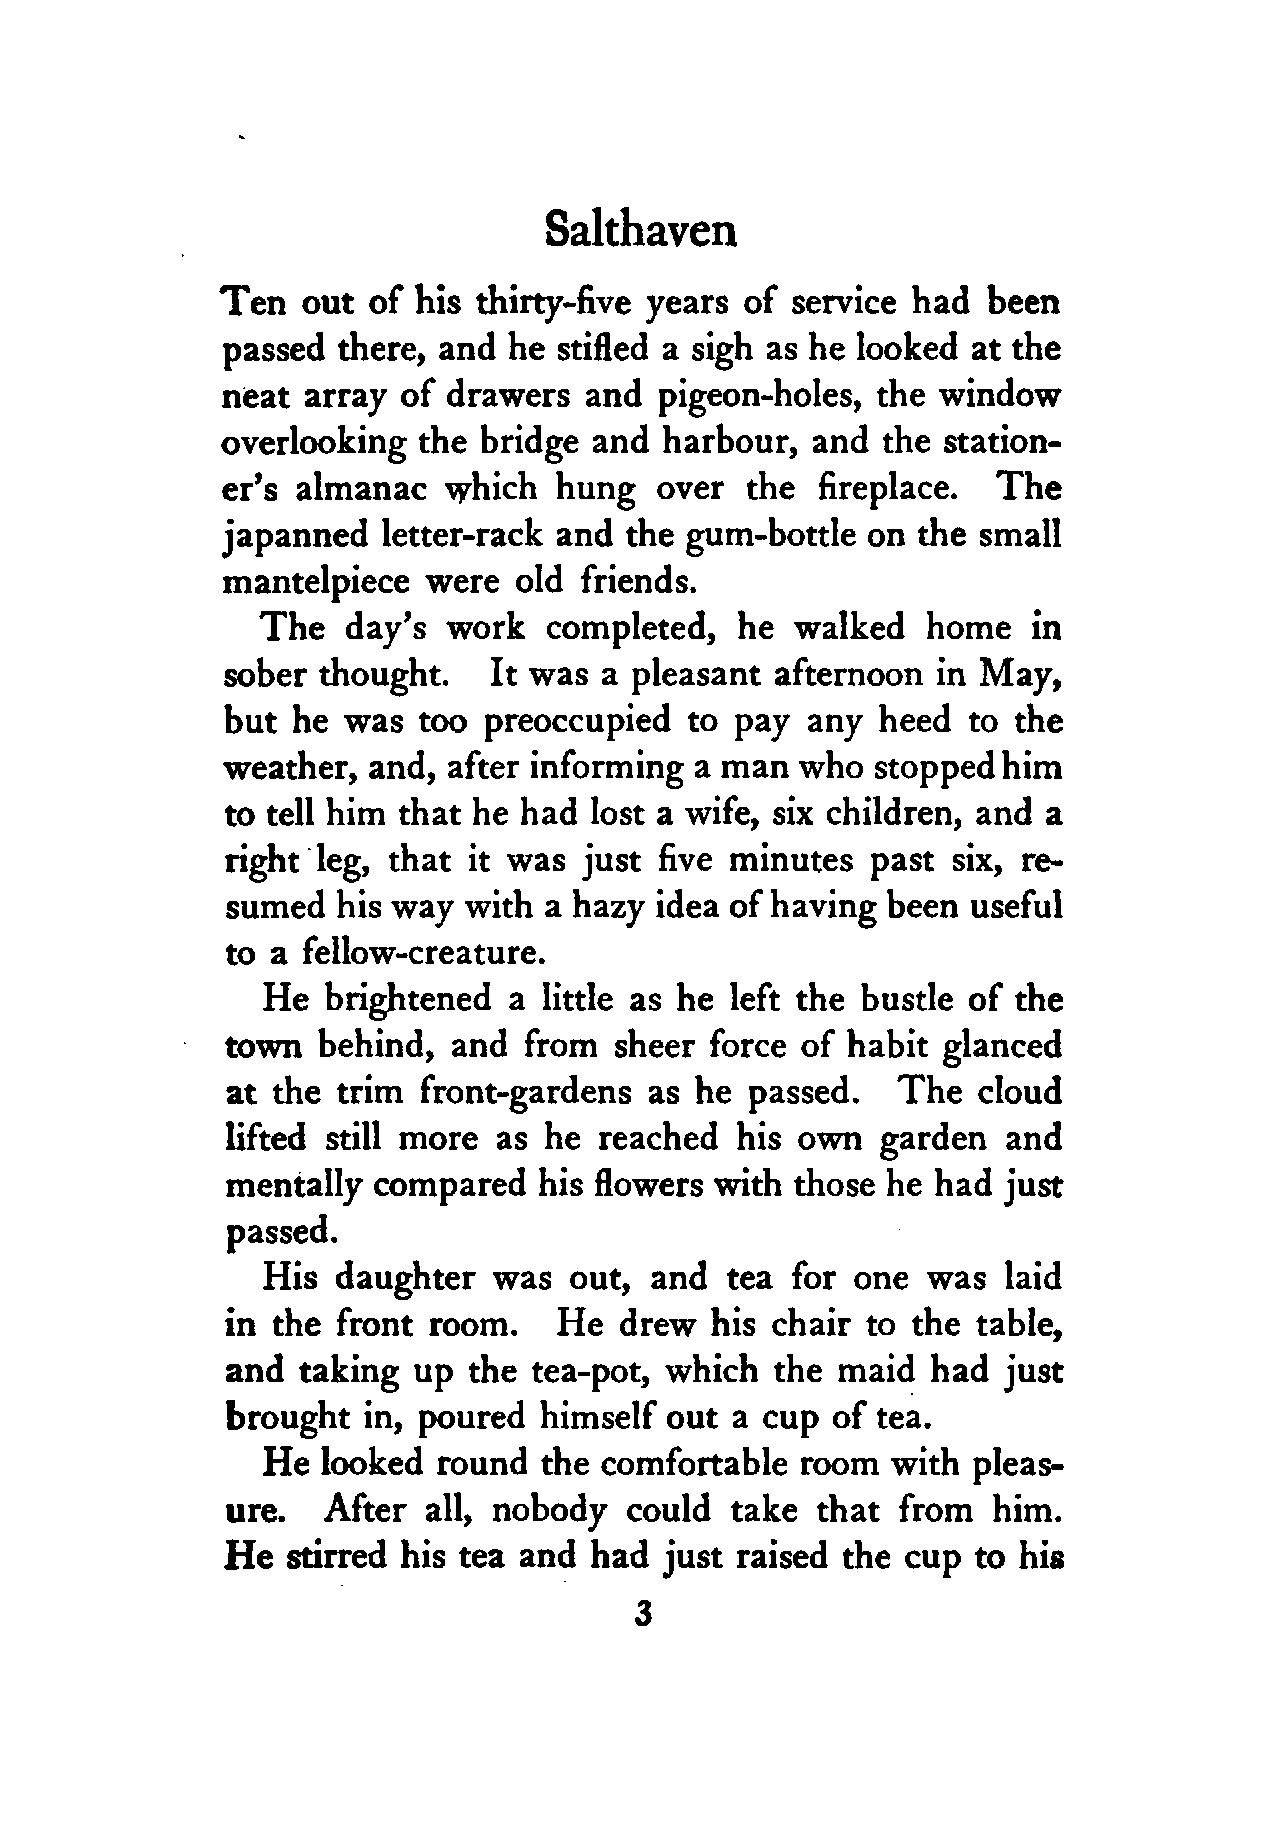 Salthaven
Ten out of his thirty-five years of service had been
passed there, and he stifled a sigh as he looked at the
neat array of drawers and pigeon-holes, the window
overlooking the bridge and harbour, and the station-
er's almanac which hung over the fireplace. The
japanned letter-rack and the gum-bottle on the small
mantelpiece were old friends.
The day's work completed, he walked home in
sober thought. It was a pleasant afternoon in May,
but he was too preoccupied to pay any heed to the
weather, and, after informing a man who stopped him
to tell him that he had lost a wife, six children, and a
right leg, that it was just five minutes past six, re-
sumed his way with a hazy idea of having been useful
to a fellow-creature.
He brightened a little as he left the bustle of the
town behind, and from sheer force of habit glanced
at the trim front-gardens as he passed. The cloud
lifted still more as he reached his own garden and
mentally compared his flowers with those he had just
passed.
His daughter was out, and tea for one was laid
in the front room. He drew his chair to the table,
and taking up the tea-pot, which the maid had just
brought in, poured himself out a cup of tea.
He looked round the comfortable room with pleas-
ure. After all, nobody could take that from him.
He stirred his tea and had just raised the cup to his
3